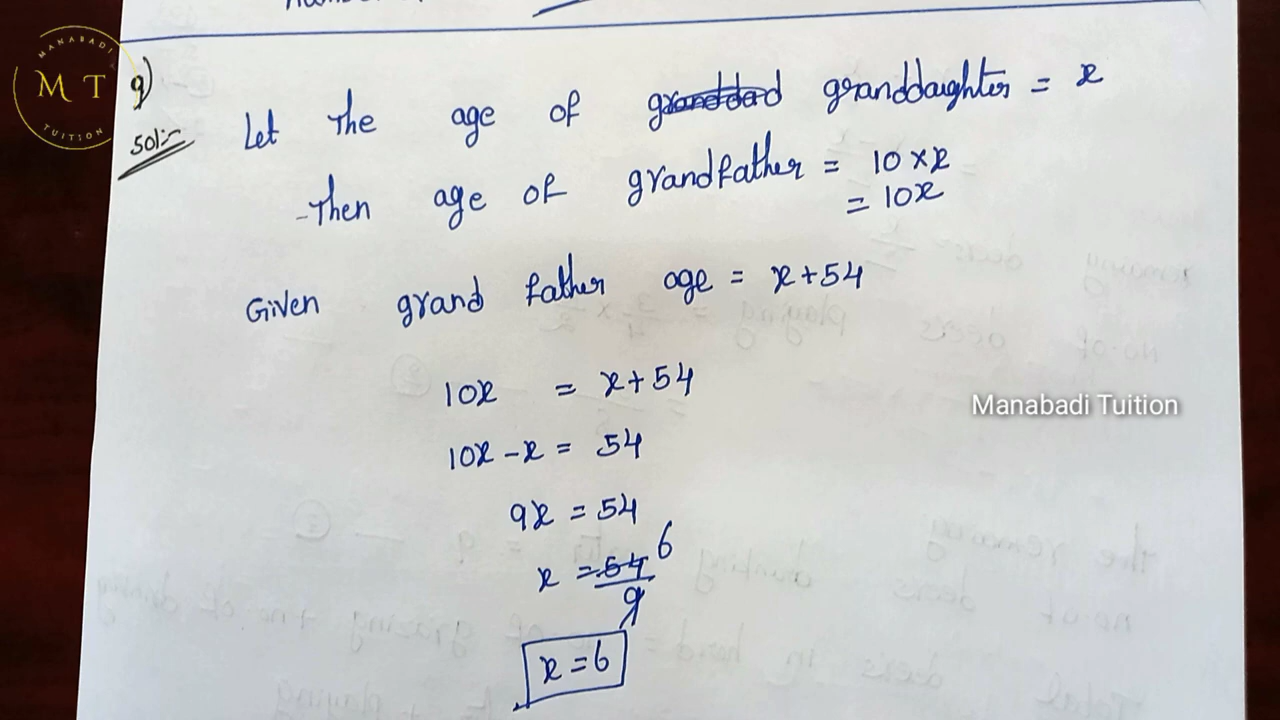 MANABADI
M T
TUITION
9)
Sol:-
Let the age of granddaughter = x
Then age of grandfather = 10 × x
= 10x
Given grand father age = x + 54
10x = x + 54
10x - x = 54
9x = 54
x = 54/9 6
x = 6
Manabadi Tuition